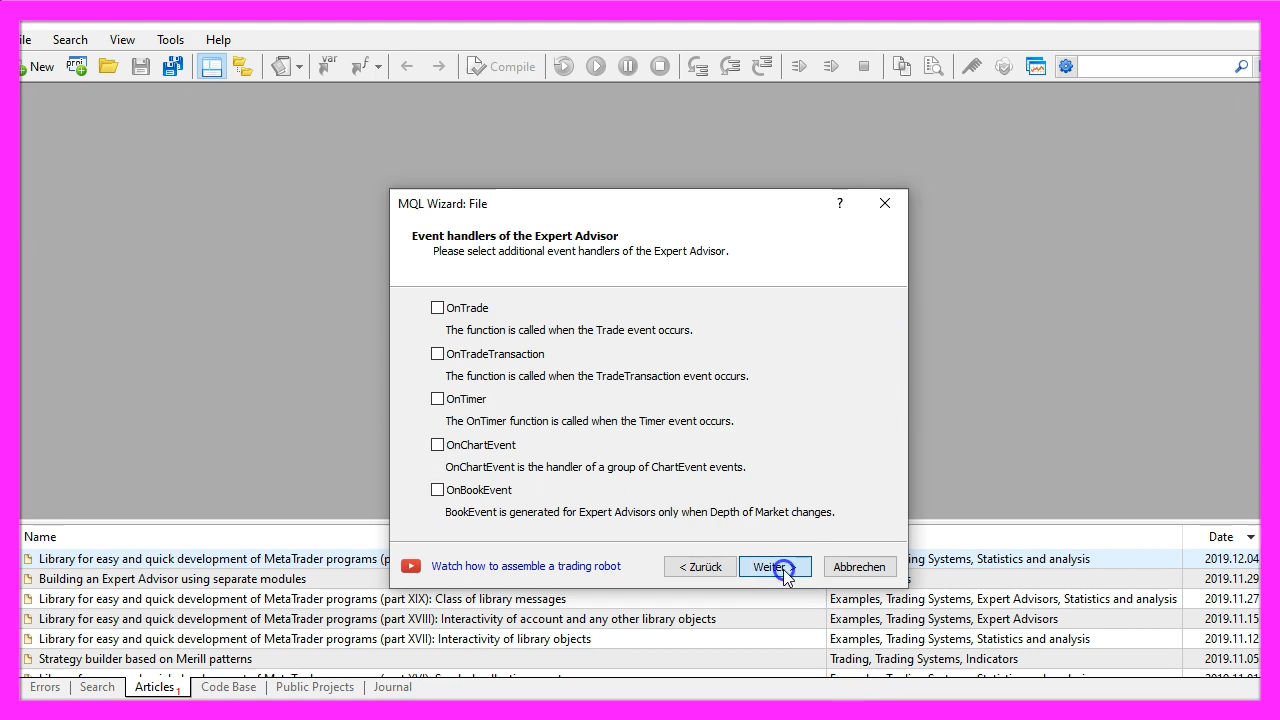 Search View Tools Help
New Compile
MQL Wizard: File ?
Event handlers of the Expert Advisor
Please select additional event handlers of the Expert Advisor.
OnTrade
The function is called when the Trade event occurs.
OnTradeTransaction
The function is called when the TradeTransaction event occurs.
OnTimer
The OnTimer function is called when the Timer event occurs.
OnChartEvent
OnChartEvent is the handler of a group of ChartEvent events.
OnBookEvent
BookEvent is generated for Expert Advisors only when Depth of Market changes.
Watch how to assemble a trading robot < Zurück Weiter > Abbrechen
Name Date
Library for easy and quick development of MetaTrader programs (p Trading Systems, Statistics and analysis 2019.12.04
Building an Expert Advisor using separate modules 2019.11.29
Library for easy and quick development of MetaTrader programs (part XIX): Class of library messages Examples, Trading Systems, Expert Advisors, Statistics and analysis 2019.11.27
Library for easy and quick development of MetaTrader programs (part XVIII): Interactivity of account and any other library objects Examples, Trading Systems, Expert Advisors 2019.11.15
Library for easy and quick development of MetaTrader programs (part XVII): Interactivity of library objects Examples, Trading Systems, Statistics and analysis 2019.11.12
Strategy builder based on Merill patterns Trading, Trading Systems, Indicators 2019.11.05
Errors Search Articles 1 Code Base Public Projects Journal